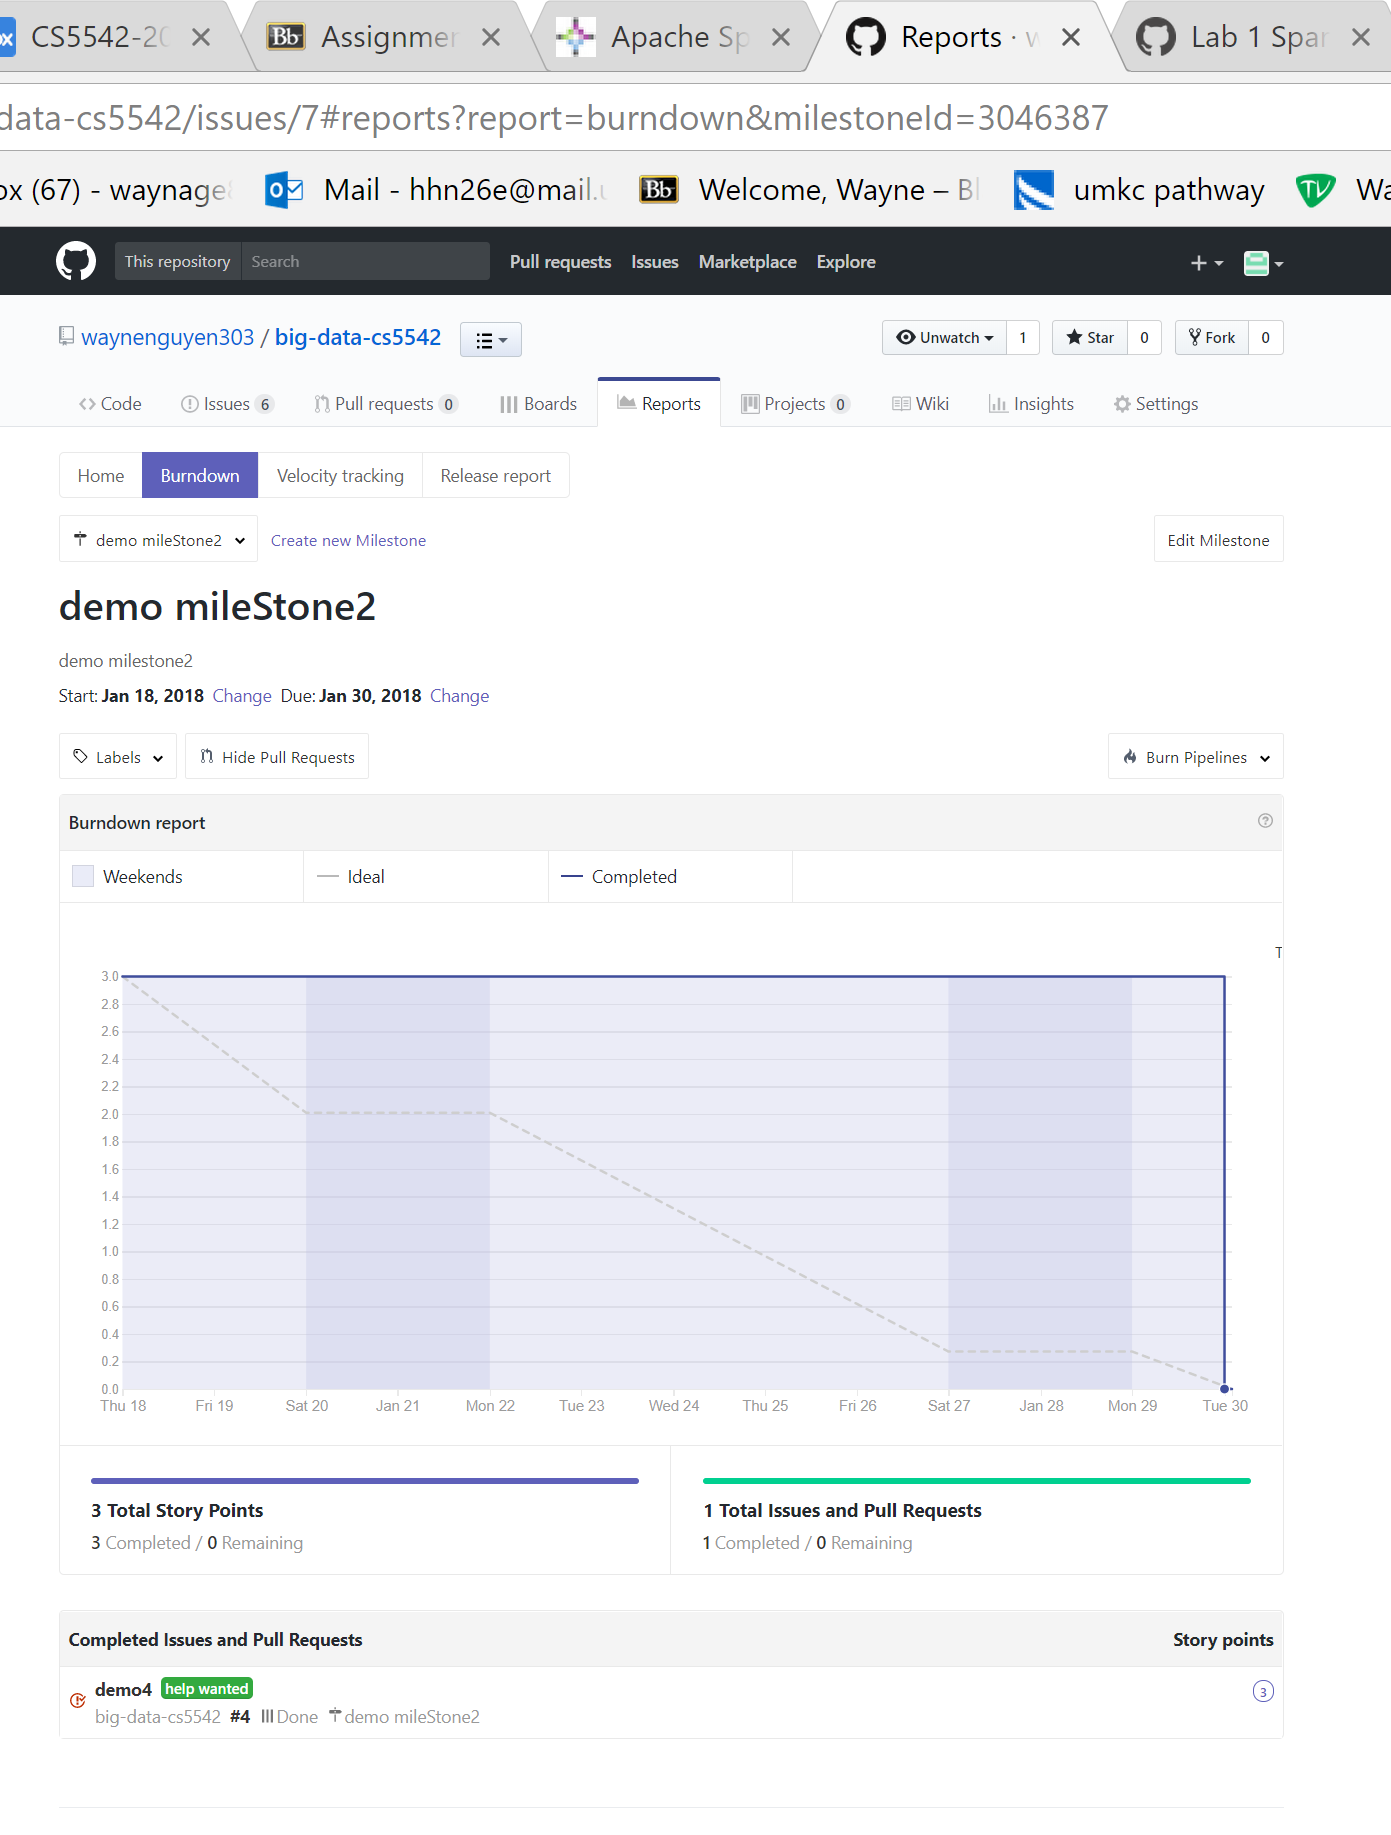 CS5542-20 Assignmen Apache Sp Reports · w Lab 1 Spar
data-cs5542/issues/7#reports?report=burndown&milestoneId=3046387
ox (67) - waynage Mail - hhn26e@mail.u Bb Welcome, Wayne – Bl umkc pathway Wa
This repository Search Pull requests Issues Marketplace Explore
waynenguyen303 / big-data-cs5542 Unwatch 1 Star 0 Fork 0
Code Issues 6 Pull requests 0 Boards Reports Projects 0 Wiki Insights Settings
Home Burndown Velocity tracking Release report
demo mileStone2 Create new Milestone Edit Milestone
demo mileStone2
demo milestone2
Start: Jan 18, 2018 Change Due: Jan 30, 2018 Change
Labels Hide Pull Requests Burn Pipelines
Burndown report
Weekends Ideal Completed
T
3.0
2.8
2.6
2.4
2.2
2.0
1.8
1.6
1.4
1.2
1.0
0.8
0.6
0.4
0.2
0.0
Thu 18 Fri 19 Sat 20 Jan 21 Mon 22 Tue 23 Wed 24 Thu 25 Fri 26 Sat 27 Jan 28 Mon 29 Tue 30
3 Total Story Points 1 Total Issues and Pull Requests
3 Completed / 0 Remaining 1 Completed / 0 Remaining
Completed Issues and Pull Requests Story points
demo4 help wanted 3
big-data-cs5542 #4 Done demo mileStone2